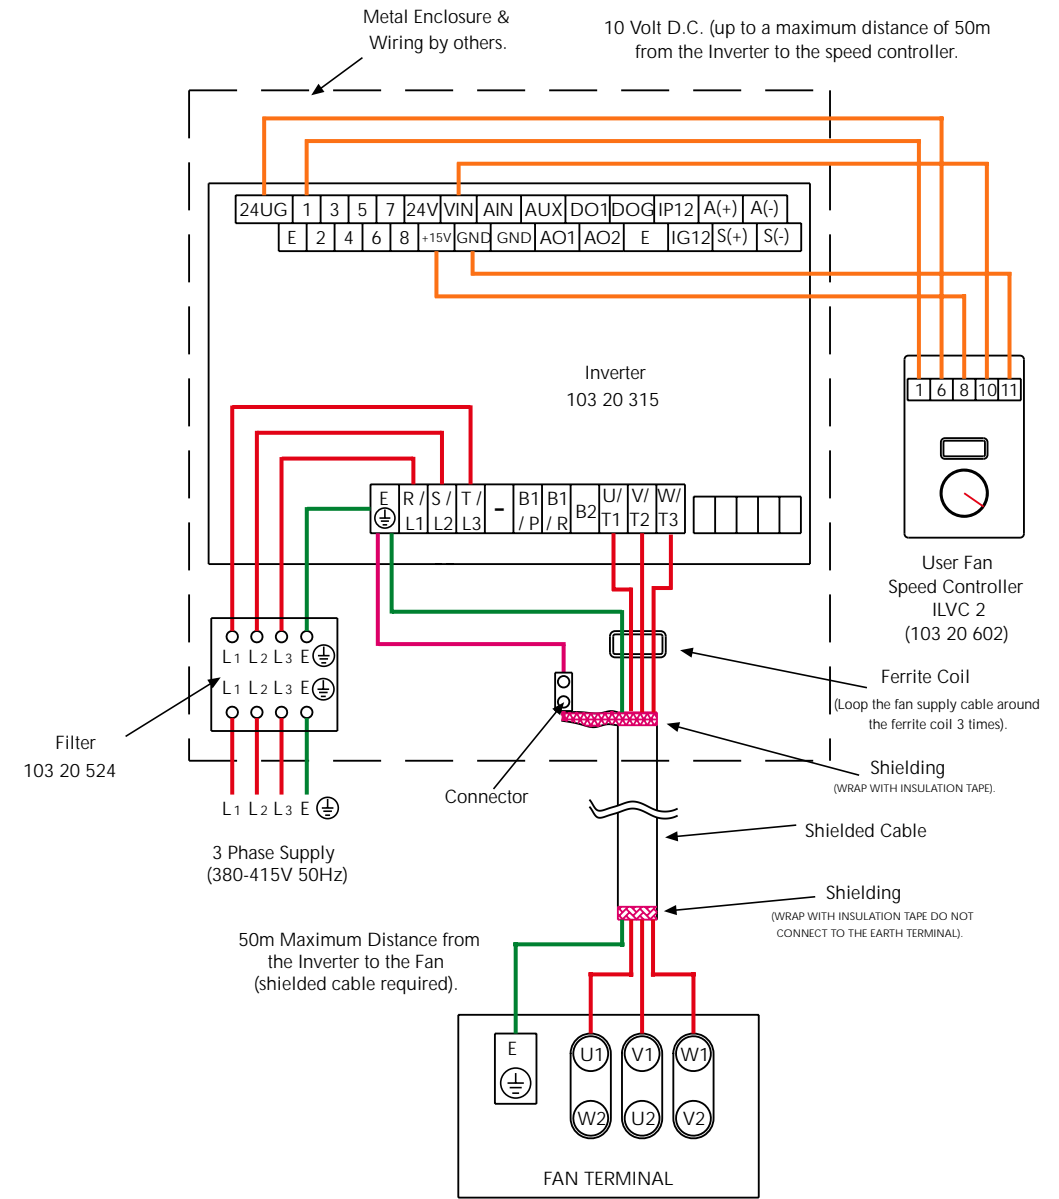 Metal Enclosure &
Wiring by others.
10 Volt D.C. (up to a maximum distance of 50m
from the Inverter to the speed controller.
24UG 1 3 5 7 24V VIN AIN AUX DO1 DOG IP12 A(+) A(-)
E 2 4 6 8 +15V GND GND AO1 AO2 E IG12 S(+) S(-)
Inverter
103 20 315
1 6 8 10 11
E R / S / T / - B1 B1 B2 U/ V/ W/
L1 L2 L3 / P / R T1 T2 T3
User Fan
Speed Controller
ILVC 2
(103 20 602)
L1 L2 L3 E
L1 L2 L3 E
Filter
103 20 524
L1 L2 L3 E
3 Phase Supply
(380-415V 50Hz)
Ferrite Coil
(Loop the fan supply cable around
the ferrite coil 3 times).
Connector
Shielding
(WRAP WITH INSULATION TAPE).
Shielded Cable
Shielding
(WRAP WITH INSULATION TAPE DO NOT
CONNECT TO THE EARTH TERMINAL).
50m Maximum Distance from
the Inverter to the Fan
(shielded cable required).
E U1 V1 W1
W2 U2 V2
FAN TERMINAL